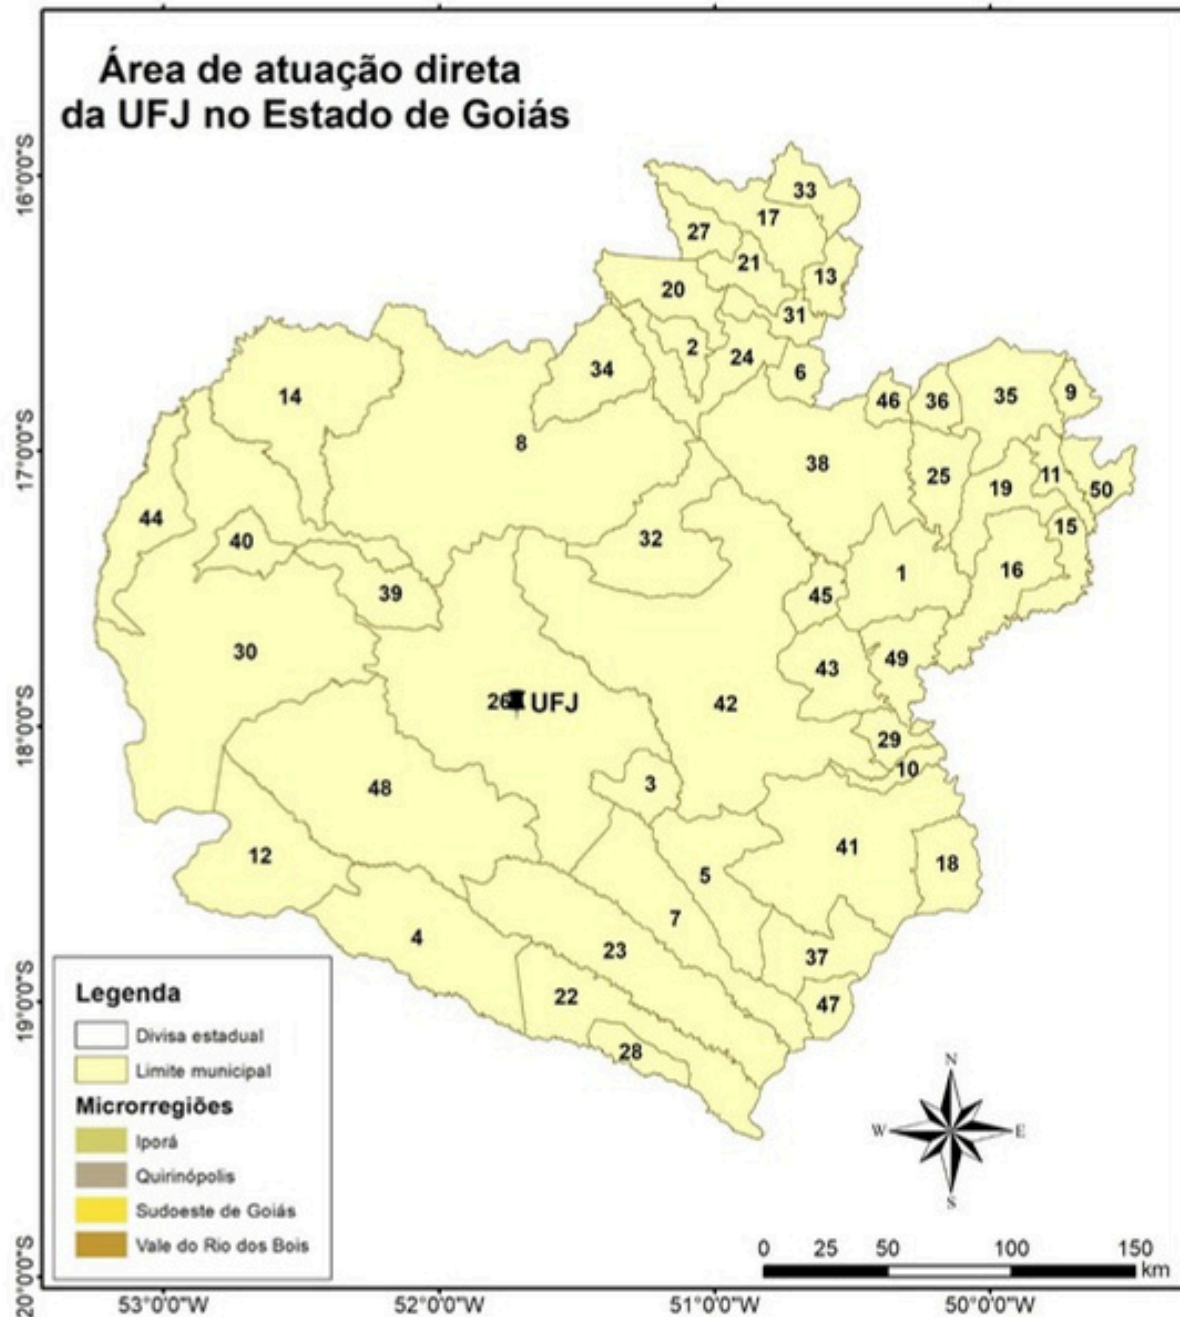 Área de atuação direta
da UFJ no Estado de Goiás
16°0'0"S
17°0'0"S
18°0'0"S
19°0'0"S
20°0'0"S
33
17
27
21
13
20
31
2
24
34
6
14
46
36
35
9
8
38
25
11
19
50
44
15
40
32
16
1
39
45
30
43
49
26
UFJ
42
29
10
3
48
41
12
18
5
7
4
23
37
22
47
28
Legenda
Divisa estadual
Limite municipal
Microrregiões
Iporá
Quirinópolis
Sudoeste de Goiás
Vale do Rio dos Bois
N
W E
S
0 25 50 100 150
km
53°0'0"W 52°0'0"W 51°0'0"W 50°0'0"W